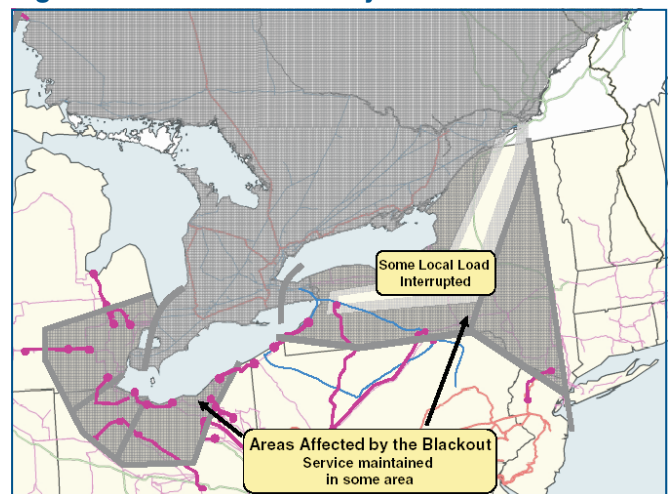 Some Local Load
Interrupted
Areas Affected by the Blackout
Service maintained
in some area